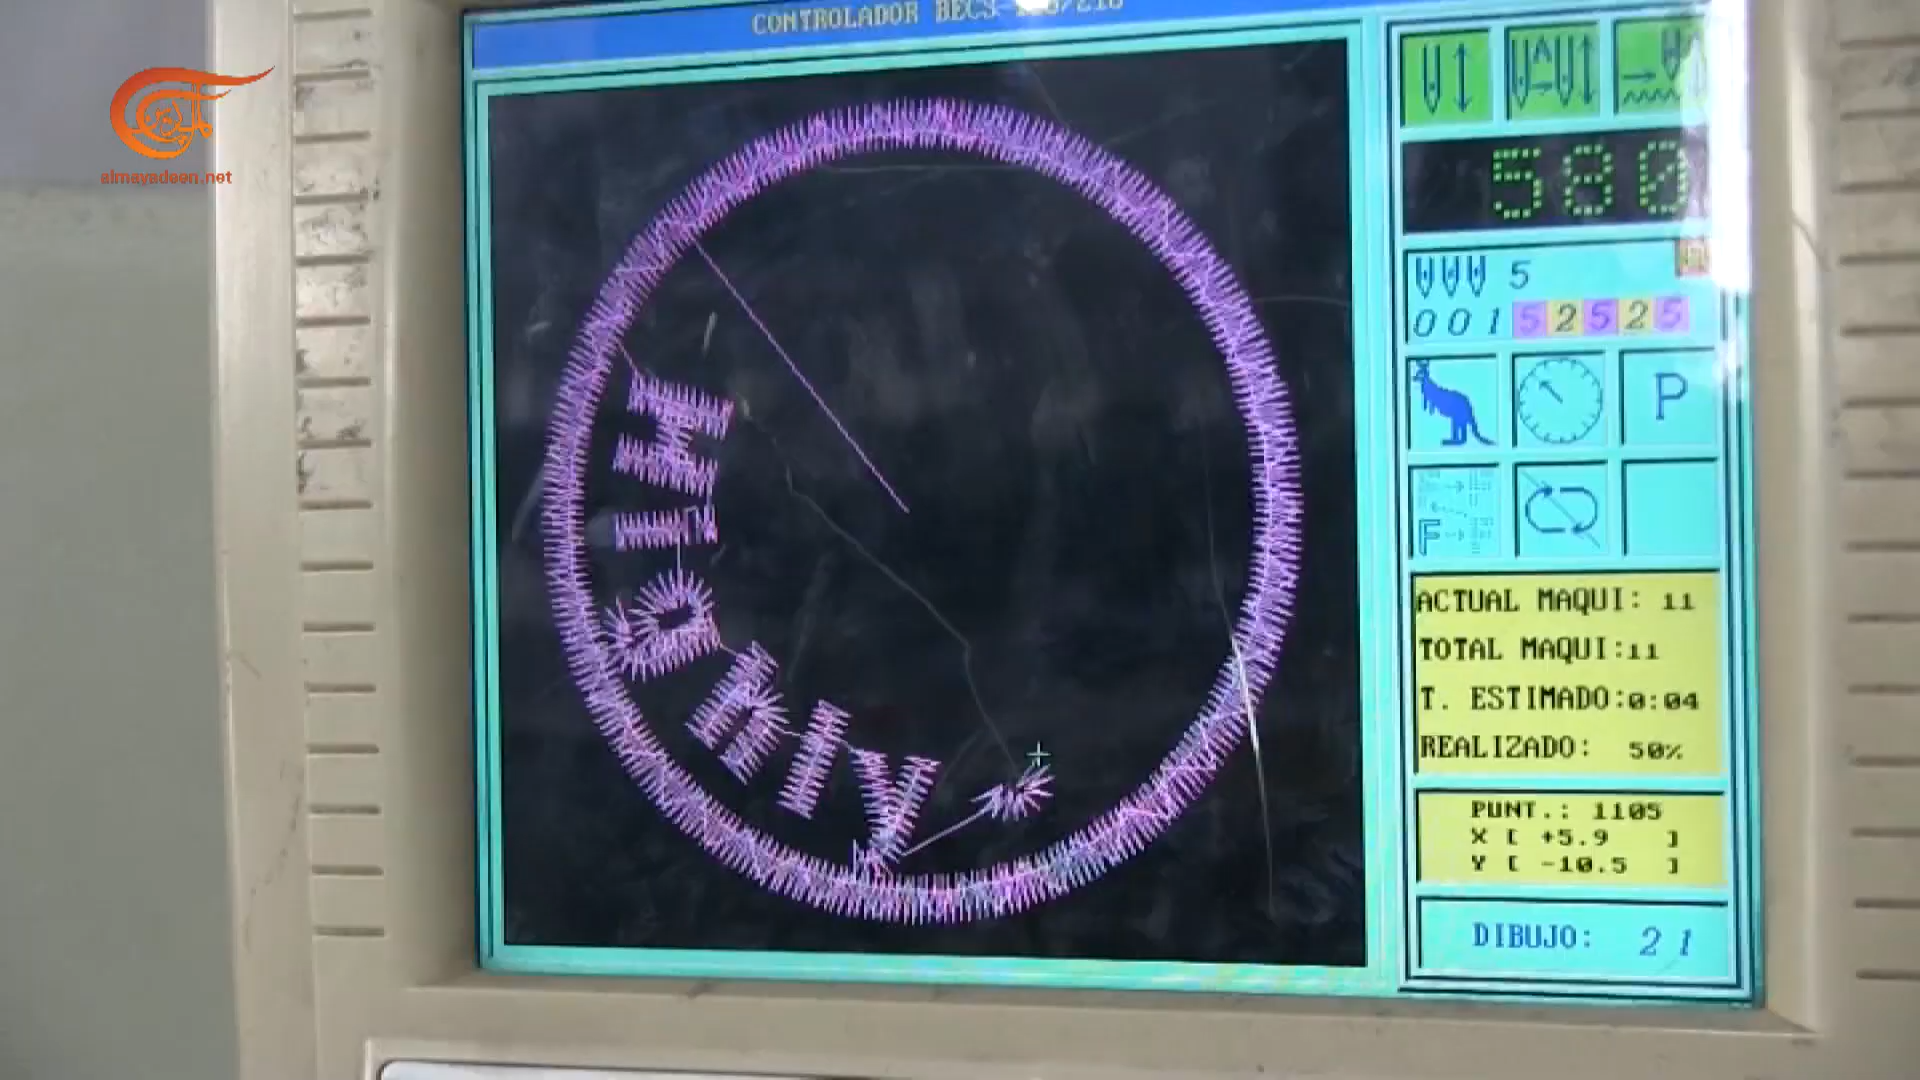 CONTROLADOR BECS
almayadeen.net
A
580
5
001 5 2 5 2 5
P
F
ACTUAL MAQUI: 11
TOTAL MAQUI:11
T. ESTIMADO:0:04
REALIZADO: 50%
PUNT.: 1105
X [ +5.9 ]
Y [ -10.5 ]
DIBUJO: 21